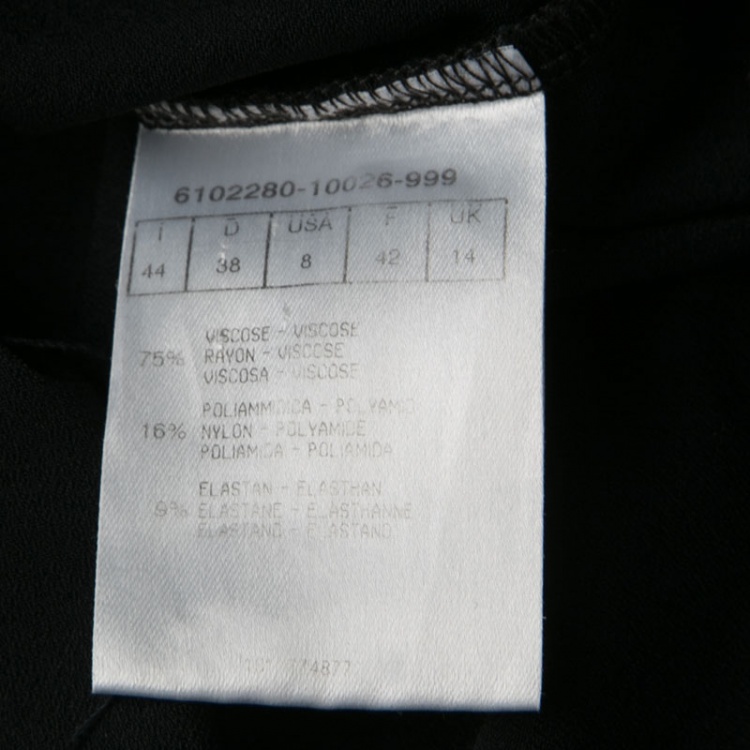 6102280-10026-999
I D USA F UK
44 38 8 42 14
VISCOSE - VISCOSE
75% RAYON - VISCOSE
VISCOSA - VISCOSE
POLIAMMIDICA - POLYAMID
16% NYLON - POLYAMIDE
POLIAMIDA - POLIAMIDA
ELASTAN - ELASTHAN
9% ELASTANE - ELASTHANNE
ELASTANO - ELASTANO